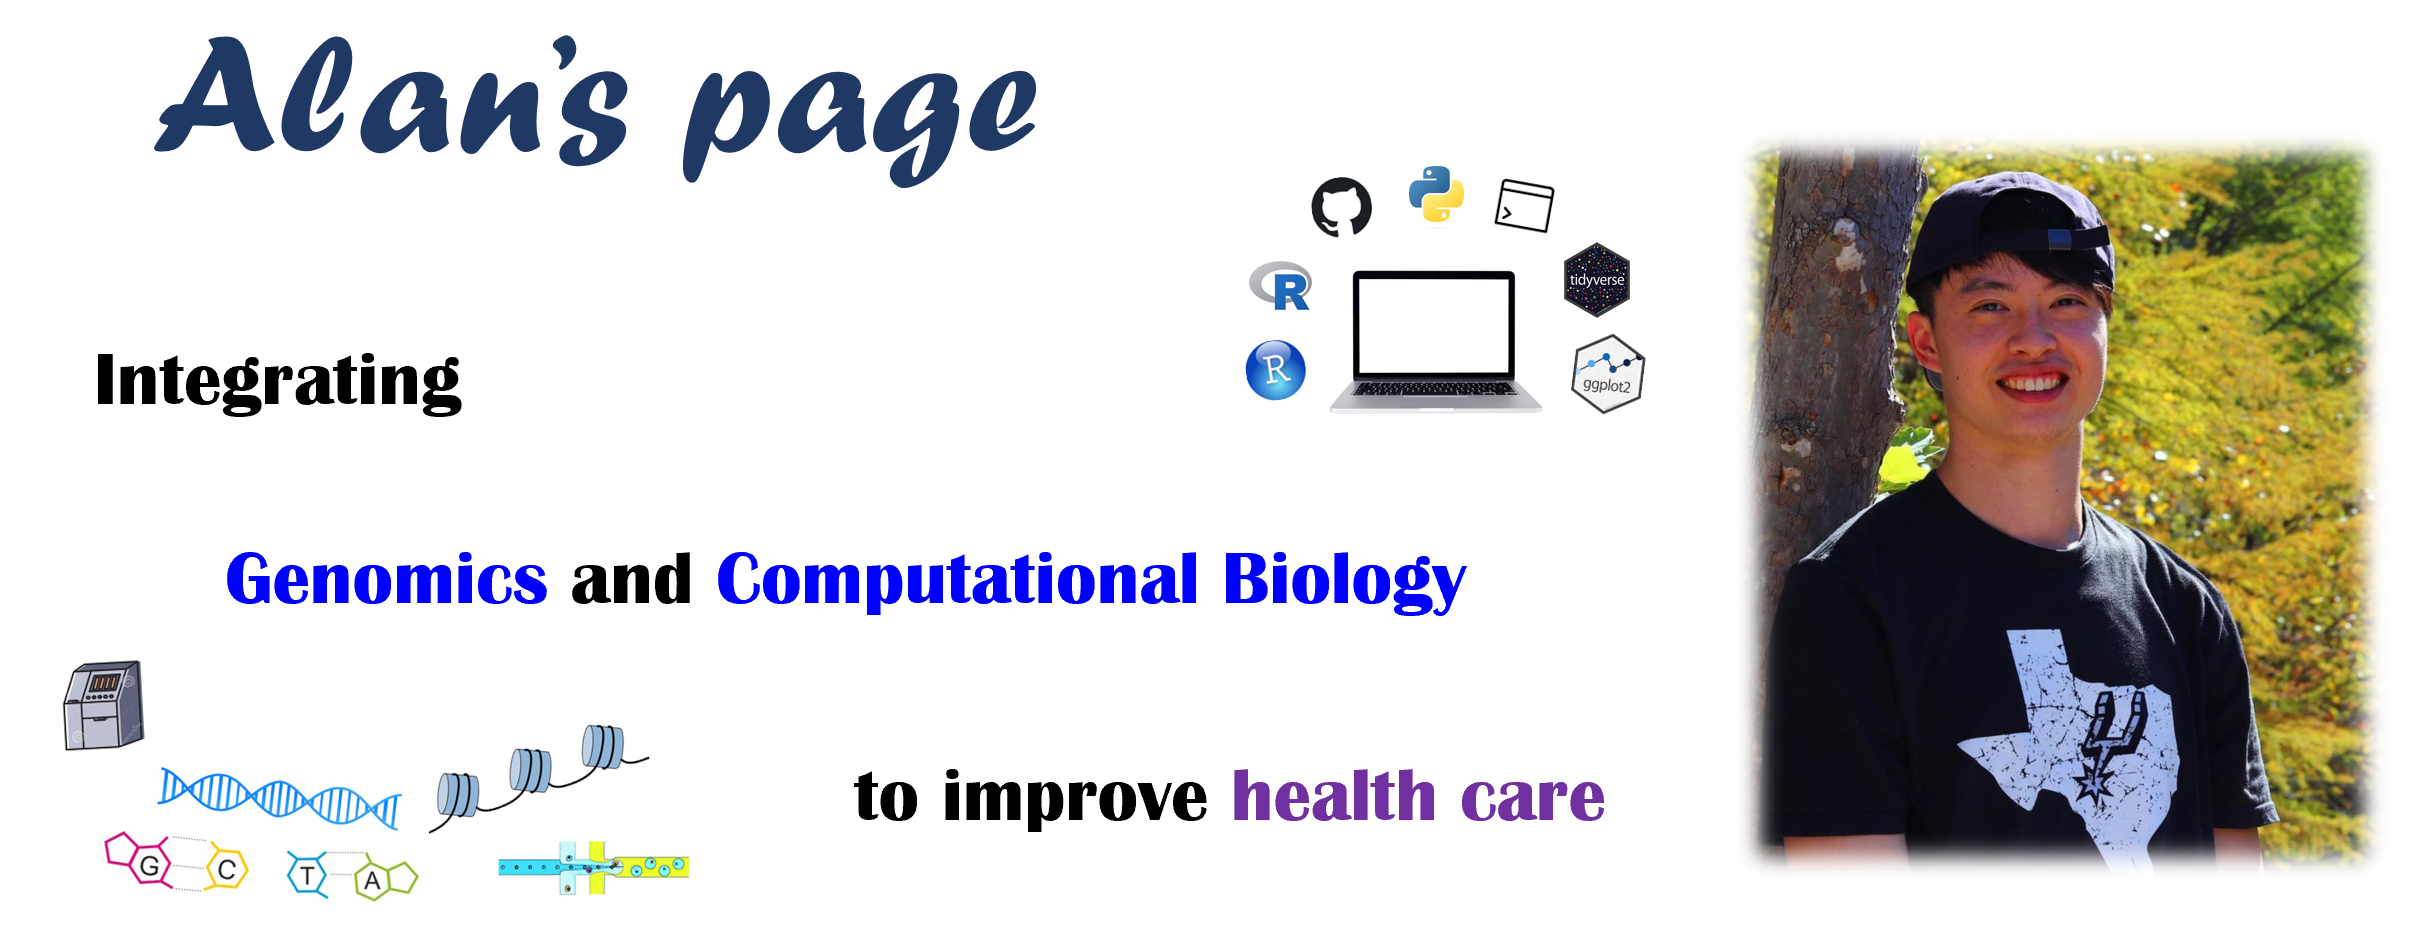 Alan's page
R
tidyverse
R
ggplot2
Integrating
Genomics and Computational Biology
to improve health care
G C T A